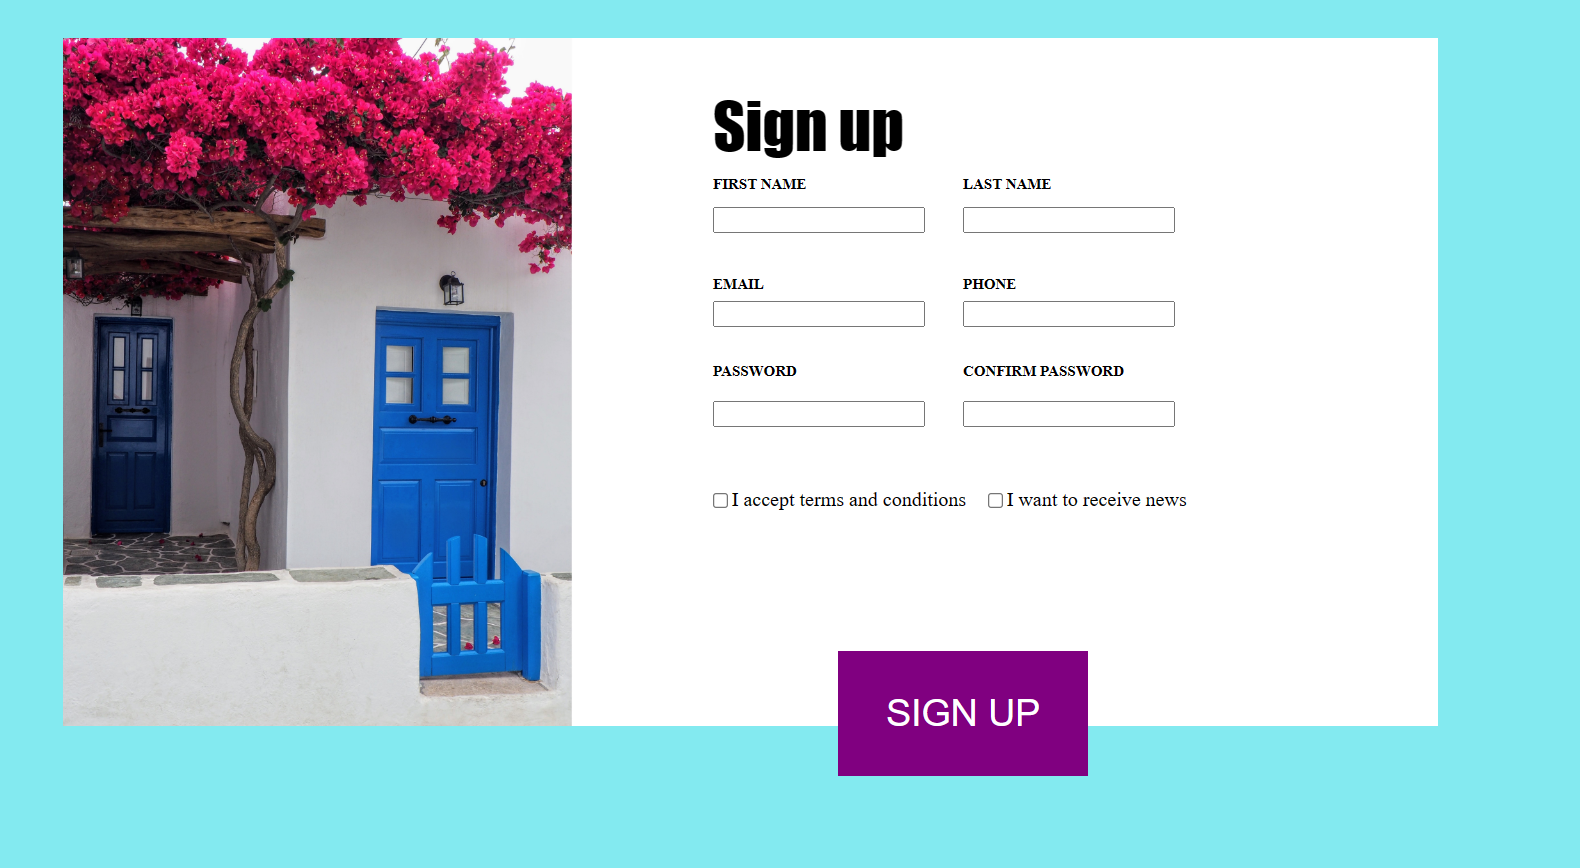 Sign up
FIRST NAME LAST NAME
EMAIL PHONE
PASSWORD CONFIRM PASSWORD
I accept terms and conditions I want to receive news
SIGN UP